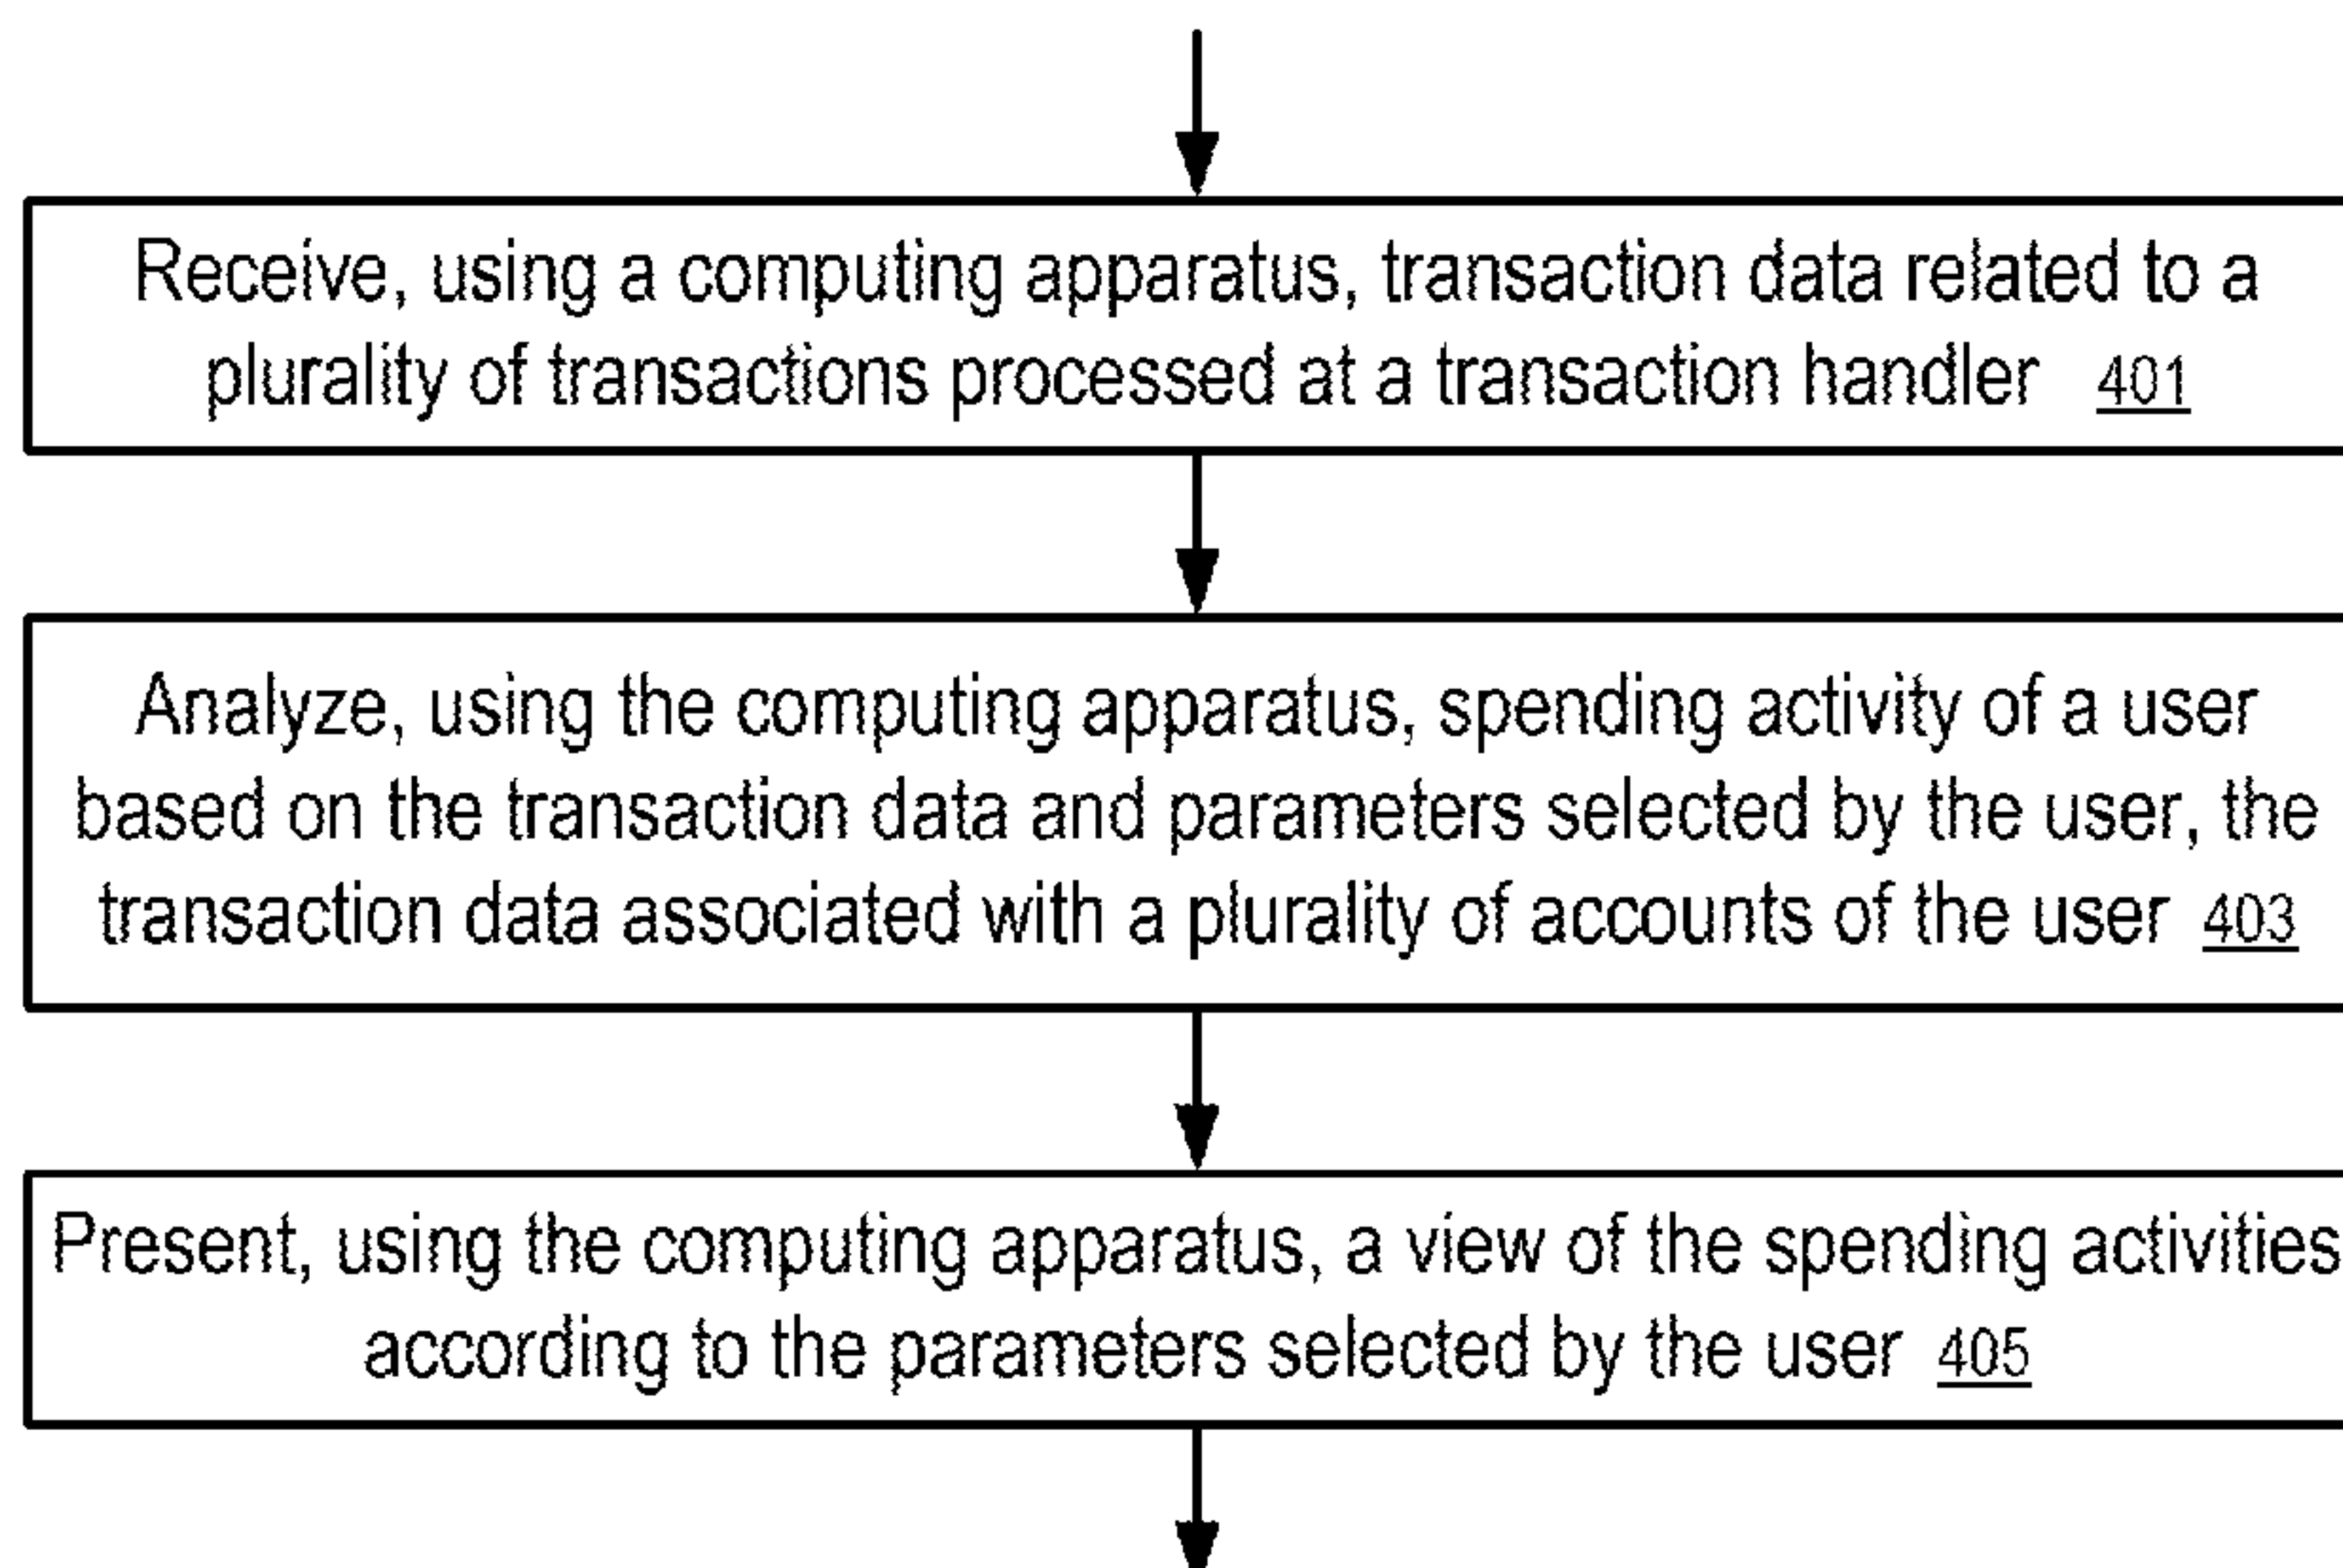 Receive, using a computing apparatus, transaction data related to a
plurality of transactions processed at a transaction handler 401
Analyze, using the computing apparatus, spending activity of a user
based on the transaction data and parameters selected by the user, the
transaction data associated with a plurality of accounts of the user 403
Present, using the computing apparatus, a view of the spending activities
according to the parameters selected by the user 405